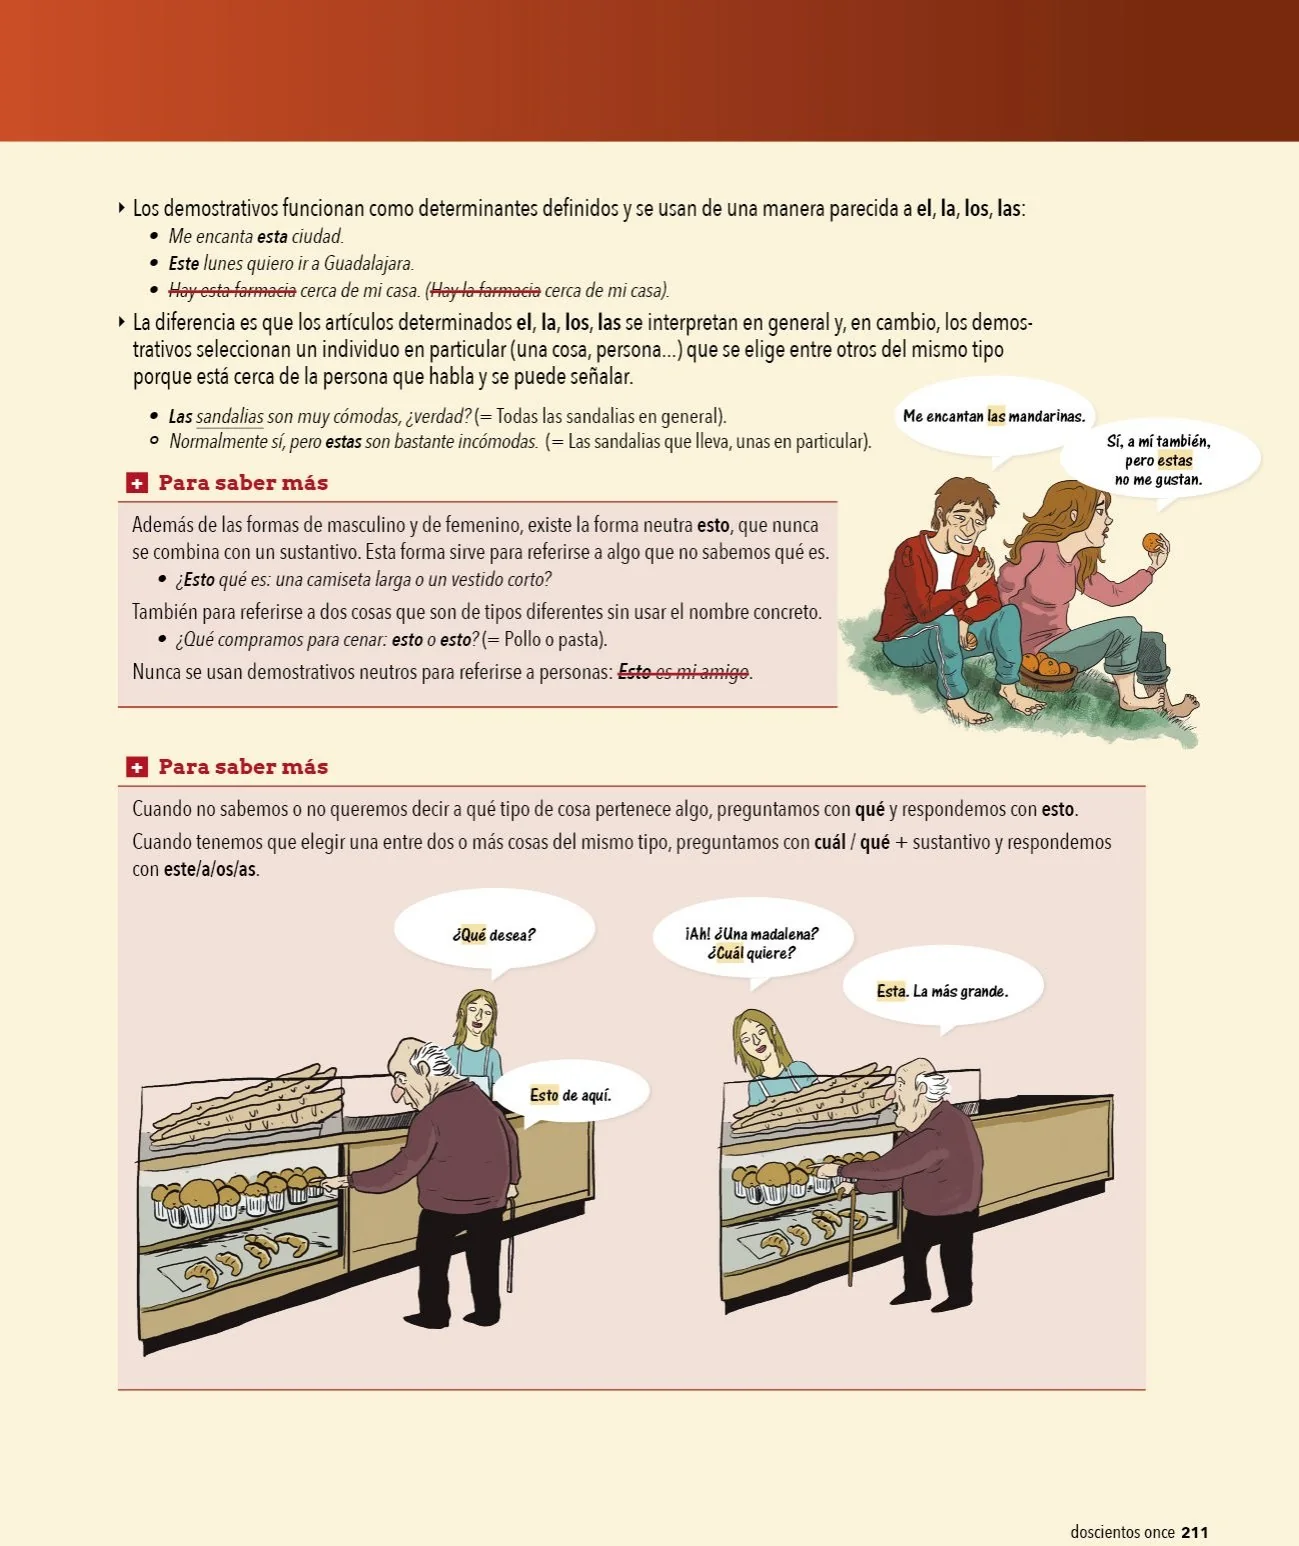 Los demostrativos funcionan como determinantes definidos y se usan de una manera parecida a el, la, los, las:
• Me encanta esta ciudad.
• Este lunes quiero ir a Guadalajara.
• Hay esta farmacia cerca de mi casa. (Hay la farmacia cerca de mi casa).
La diferencia es que los artículos determinados el, la, los, las se interpretan en general y, en cambio, los demos-
trativos seleccionan un individuo en particular (una cosa, persona...) que se elige entre otros del mismo tipo
porque está cerca de la persona que habla y se puede señalar.
• Las sandalias son muy cómodas, ¿verdad? (= Todas las sandalias en general).
○ Normalmente sí, pero estas son bastante incómodas. (= Las sandalias que lleva, unas en particular).
Me encantan las mandarinas.
Sí, a mí también,
pero estas
no me gustan.
+ Para saber más
Además de las formas de masculino y de femenino, existe la forma neutra esto, que nunca
se combina con un sustantivo. Esta forma sirve para referirse a algo que no sabemos qué es.
• ¿Esto qué es: una camiseta larga o un vestido corto?
También para referirse a dos cosas que son de tipos diferentes sin usar el nombre concreto.
• ¿Qué compramos para cenar: esto o esto? (= Pollo o pasta).
Nunca se usan demostrativos neutros para referirse a personas: Esto es mi amigo.
+ Para saber más
Cuando no sabemos o no queremos decir a qué tipo de cosa pertenece algo, preguntamos con qué y respondemos con esto.
Cuando tenemos que elegir una entre dos o más cosas del mismo tipo, preguntamos con cuál / qué + sustantivo y respondemos
con este/a/os/as.
¿Qué desea?
Esto de aquí.
¡Ah! ¿Una madalena?
¿Cuál quiere?
Esta. La más grande.
doscientos once 211